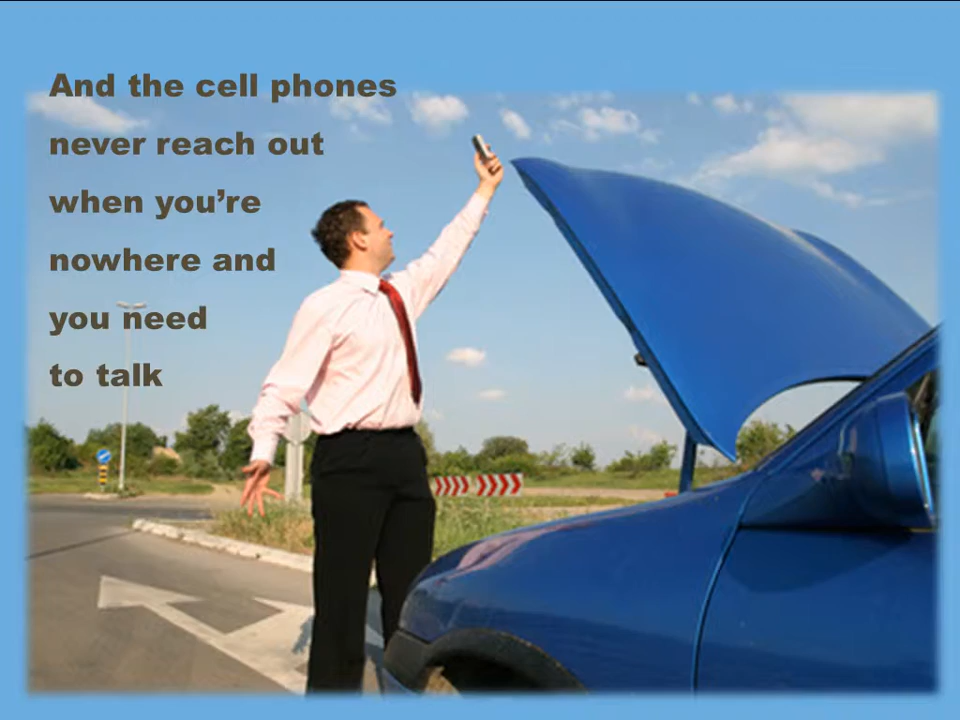 And the cell phones
never reach out
when you’re
nowhere and
you need
to talk